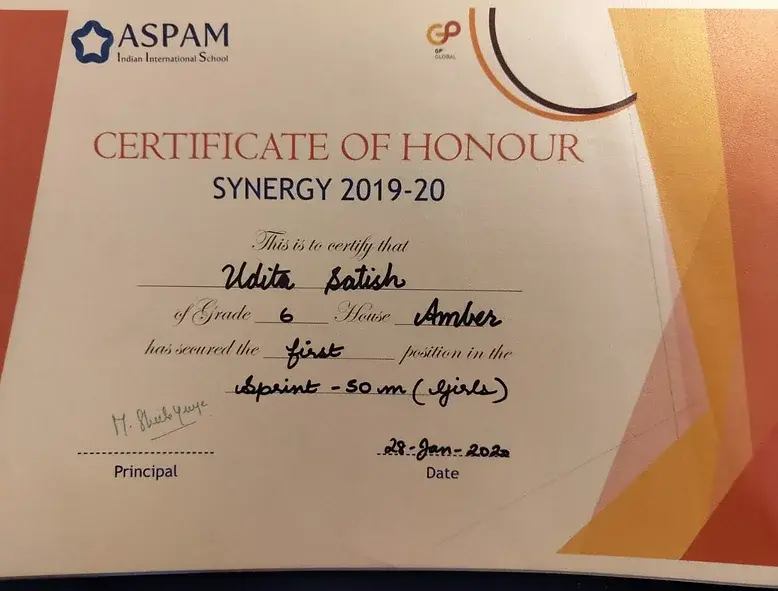 ASPAM
Indian International School
GP
GLOBAL
CERTIFICATE OF HONOUR
SYNERGY 2019-20
This is to certify that
Udita Satish
of Grade 6 House Amber
has secured the first position in the
Sprint - 50 m (Girls)
M.
28-Jan-2020
Principal
Date